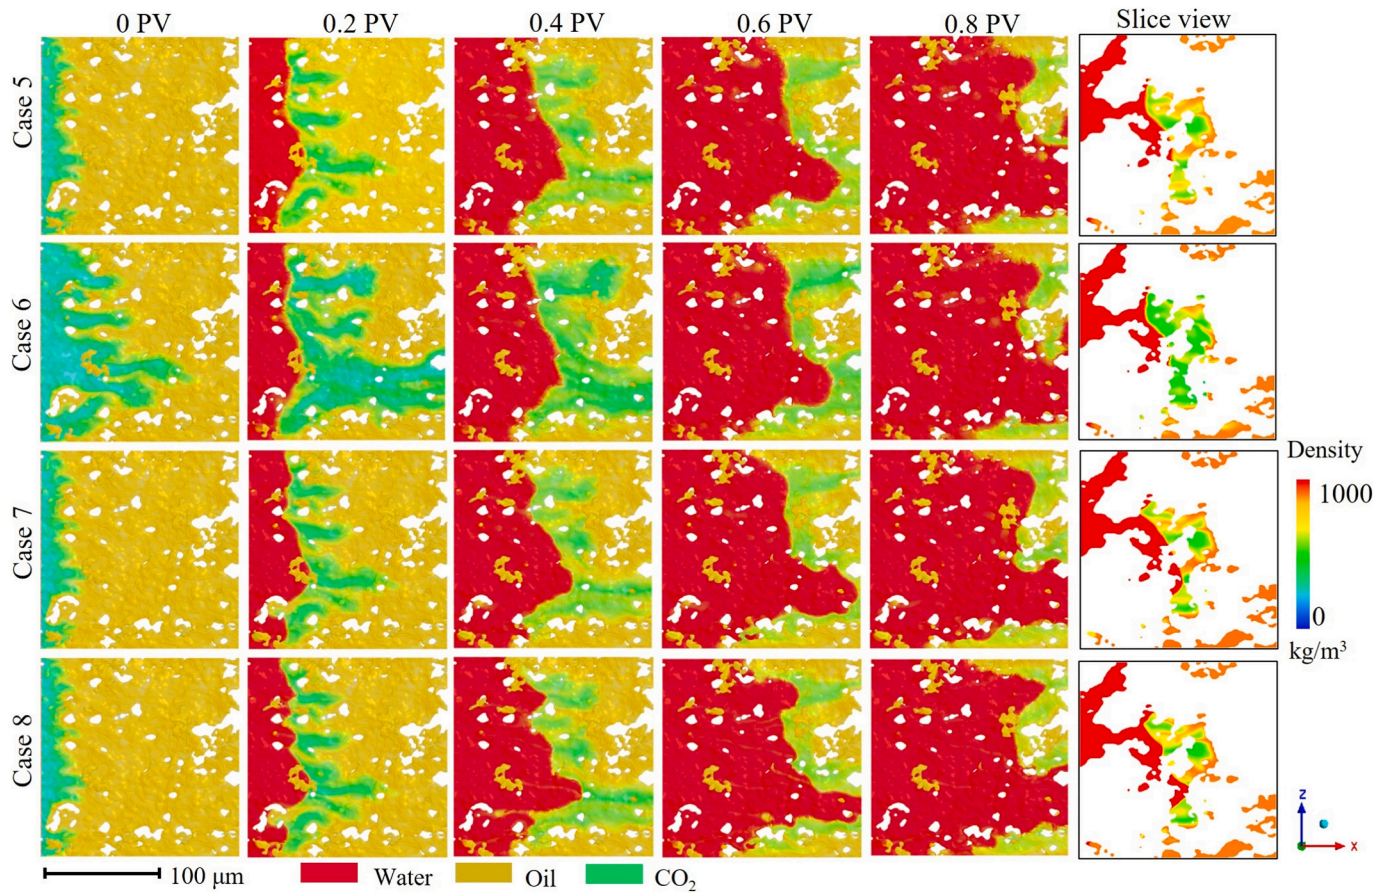 0 PV 0.2 PV 0.4 PV 0.6 PV 0.8 PV Slice view
Case 5
Case 6
Case 7
Case 8
Density
1000
0
kg/m³
z
x
100 μm Water Oil CO₂